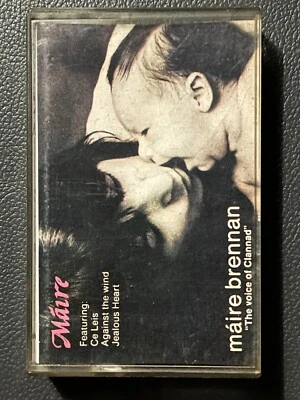 Máire
Featuring:
Ce Leis
Against the wind
Jealous Heart
máire brennan
"The voice of Clannad"